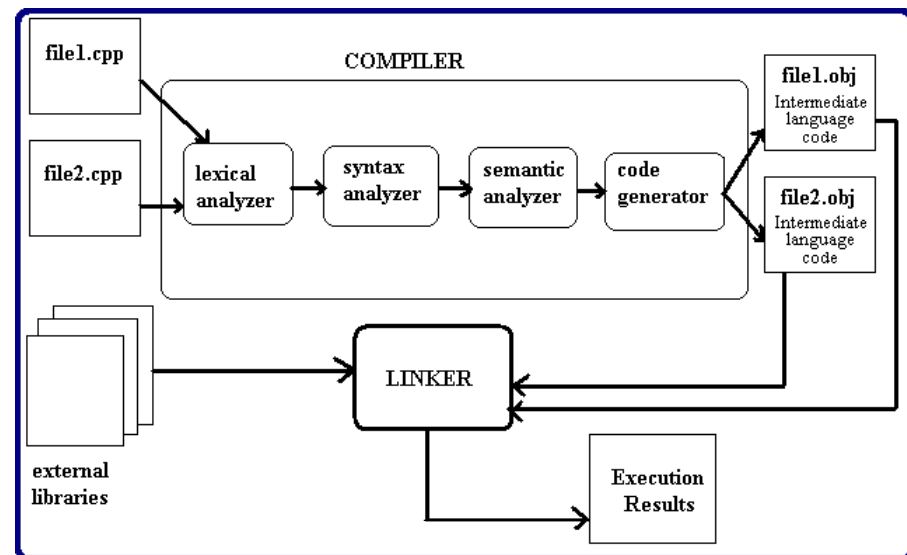 file1.cpp
COMPILER
file1.obj
Intermediate
language
code
file2.cpp
lexical
analyzer
syntax
analyzer
semantic
analyzer
code
generator
file2.obj
Intermediate
language
code
LINKER
external
libraries
Execution
Results